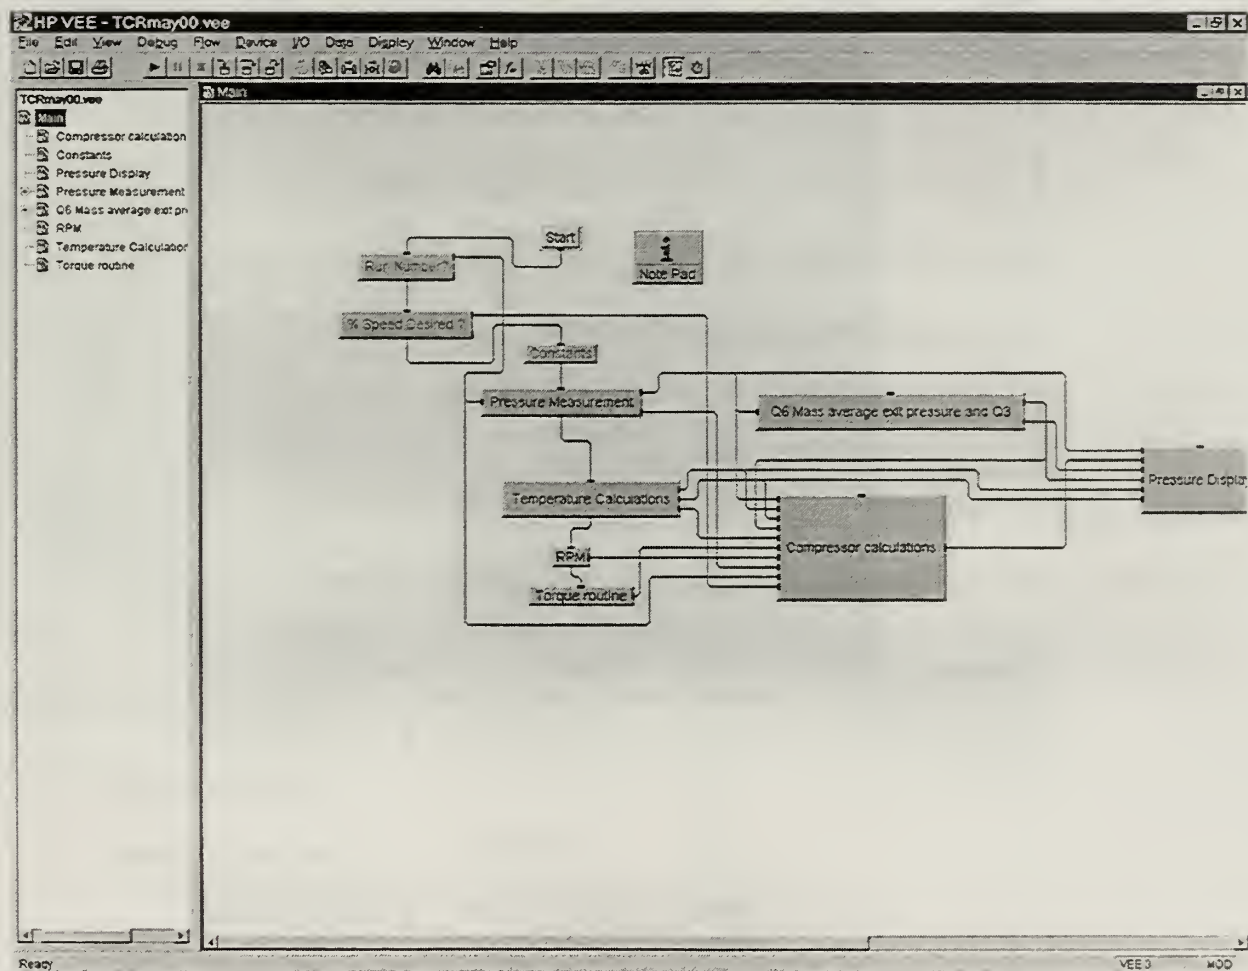 HP VEE - TCRmay00.vee
File Edit View Debug Flow Device I/O Data Display Window Help
TCRmay00.vee
Main
Compressor calculation
Constants
Pressure Display
Pressure Measurement
Q6 Mass average exit pr
RPM
Temperature Calculation
Torque routine
Main
Start
Run Number?
Note Pad
% Speed Desired ?
Constants
Pressure Measurement
Q6 Mass average exit pressure and Q3
Pressure Display
Temperature Calculations
Compressor calculations
RPM
Torque routine
Ready
VEE3
MOD